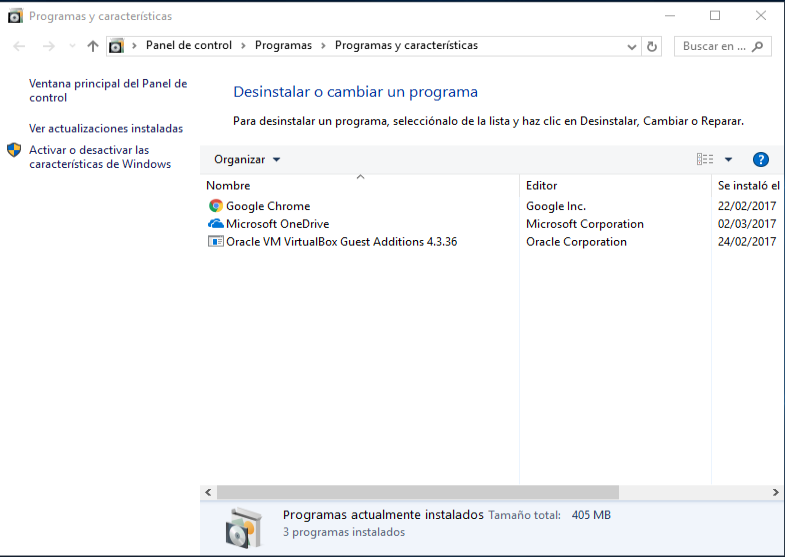 Programas y características
Panel de control > Programas > Programas y características
Buscar en ...
Ventana principal del Panel de
control
Ver actualizaciones instaladas
Activar o desactivar las
características de Windows
Desinstalar o cambiar un programa
Para desinstalar un programa, selecciónalo de la lista y haz clic en Desinstalar, Cambiar o Reparar.
Organizar
Nombre Editor Se instaló el
Google Chrome Google Inc. 22/02/2017
Microsoft OneDrive Microsoft Corporation 02/03/2017
Oracle VM VirtualBox Guest Additions 4.3.36 Oracle Corporation 24/02/2017
Programas actualmente instalados Tamaño total: 405 MB
3 programas instalados